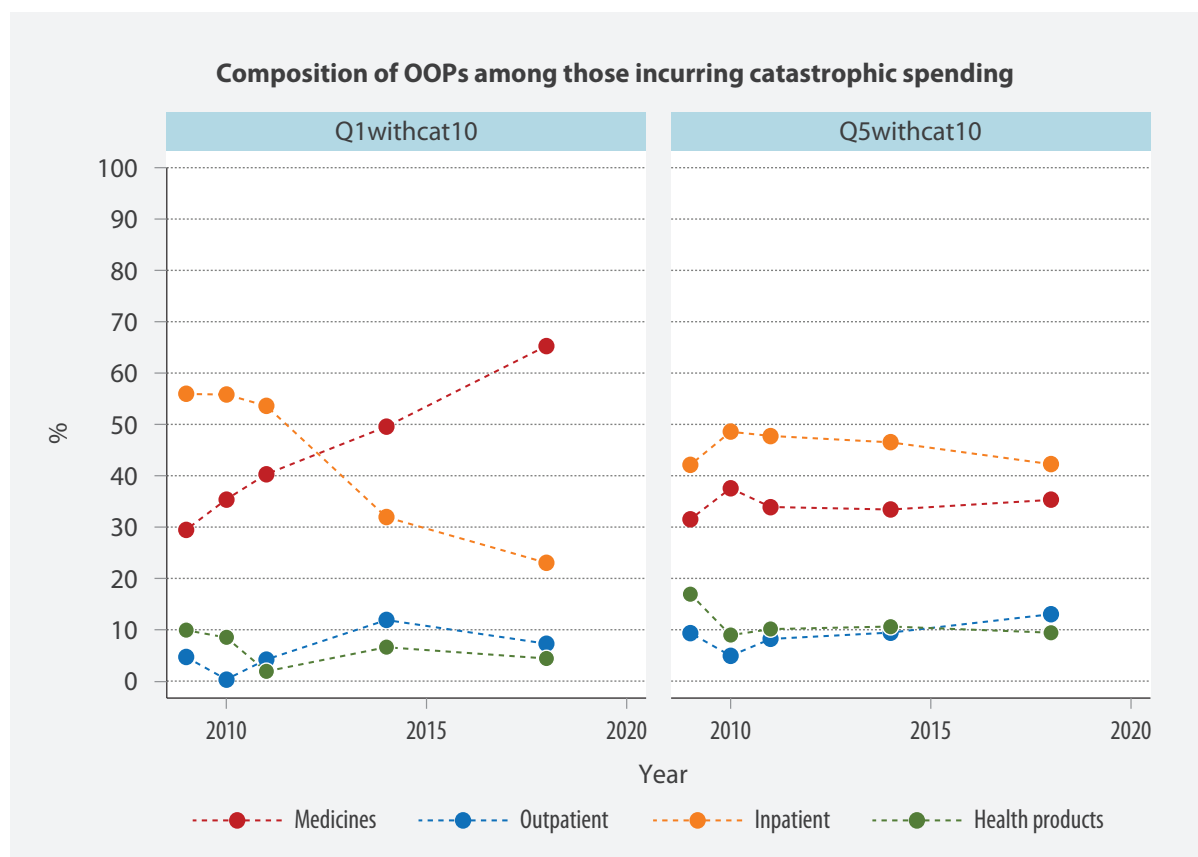 Composition of OOPs among those incurring catastrophic spending
Q1withcat10 Q5withcat10
100
90
80
70
60
50
40
30
20
10
0
%
2010 2015 2020 2010 2015 2020
Year
Medicines Outpatient Inpatient Health products